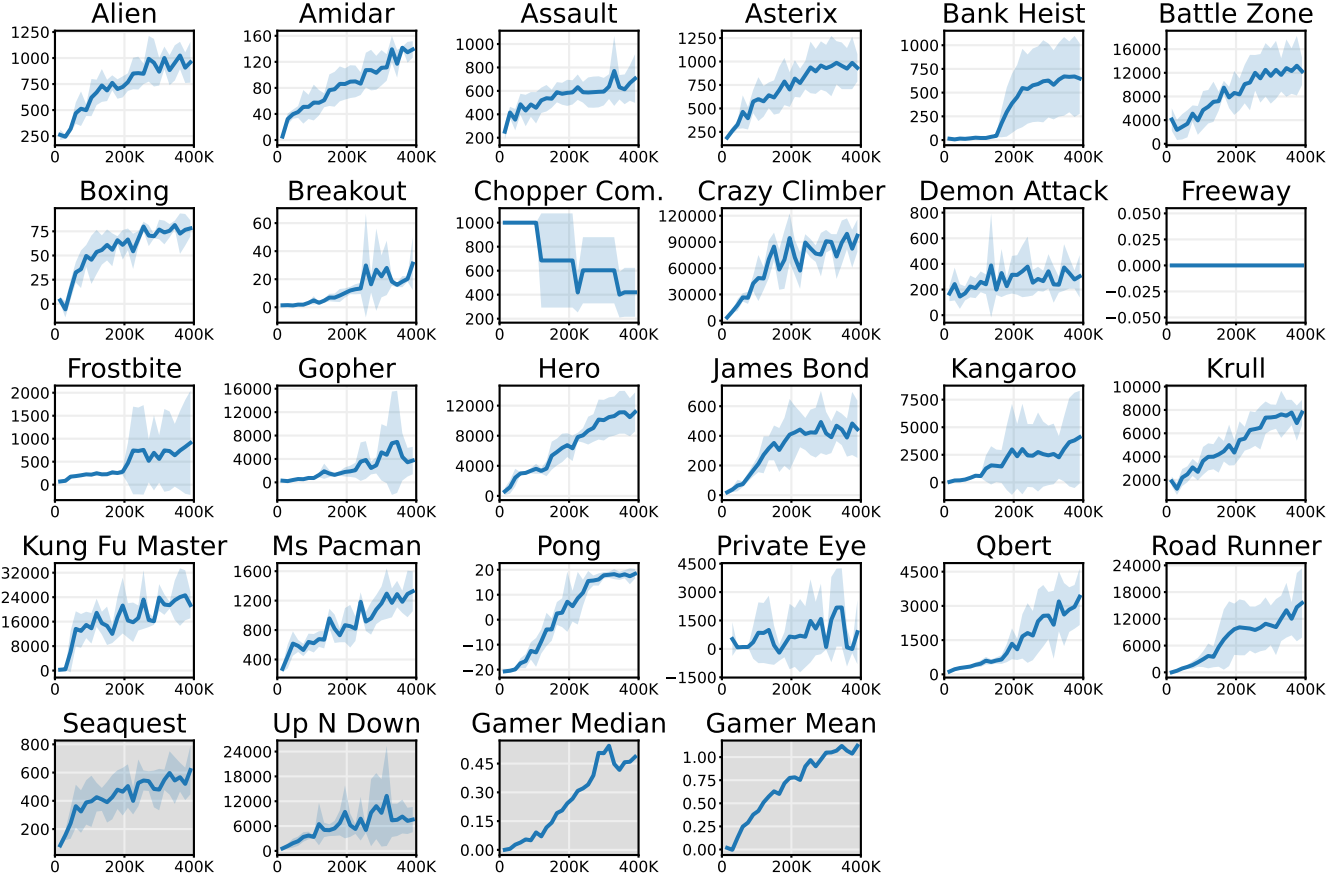 Alien Amidar Assault Asterix Bank Heist Battle Zone
1250 1000 750 500 250 0 200K 400K
160 120 80 40 0 0 200K 400K
1000 800 600 400 200 0 200K 400K
1250 1000 750 500 250 0 200K 400K
1000 750 500 250 0 0 200K 400K
16000 12000 8000 4000 0 0 200K 400K
Boxing Breakout Chopper Com. Crazy Climber Demon Attack Freeway
75 50 25 0 0 200K 400K
60 40 20 0 0 200K 400K
1000 800 600 400 200 0 200K 400K
120000 90000 60000 30000 0 0 200K 400K
800 600 400 200 0 0 200K 400K
0.050 0.025 0.000 −0.025 −0.050 0 200K 400K
Frostbite Gopher Hero James Bond Kangaroo Krull
2000 1500 1000 500 0 0 200K 400K
16000 12000 8000 4000 0 0 200K 400K
12000 8000 4000 0 0 200K 400K
600 400 200 0 0 200K 400K
7500 5000 2500 0 0 200K 400K
10000 8000 6000 4000 2000 0 200K 400K
Kung Fu Master Ms Pacman Pong Private Eye Qbert Road Runner
32000 24000 16000 8000 0 0 200K 400K
1600 1200 800 400 0 200K 400K
20 10 0 −10 −20 0 200K 400K
4500 3000 1500 0 −1500 0 200K 400K
4500 3000 1500 0 0 200K 400K
24000 18000 12000 6000 0 0 200K 400K
Seaquest Up N Down Gamer Median Gamer Mean
800 600 400 200 0 200K 400K
24000 18000 12000 6000 0 0 200K 400K
0.45 0.30 0.15 0.00 0 200K 400K
1.00 0.75 0.50 0.25 0.00 0 200K 400K